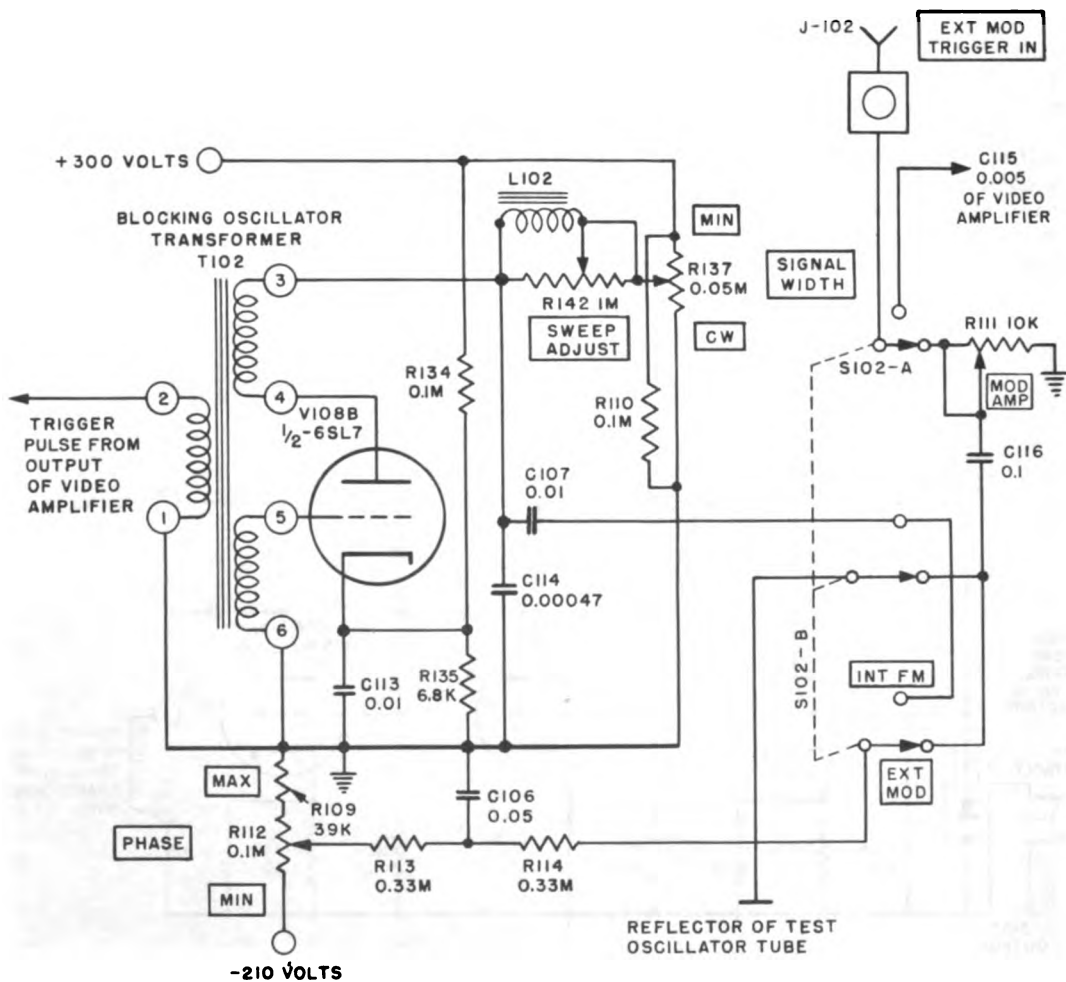 J-102
EXT MOD
TRIGGER IN
+300 VOLTS
L102
C115
0.005
OF VIDEO
AMPLIFIER
BLOCKING OSCILLATOR
TRANSFORMER
T102
MIN
3
R137
0.05M
SIGNAL
WIDTH
R142 1M
SWEEP
ADJUST
CW
R111 10K
S102-A
MOD
AMP
R134
0.1M
2
4
V108B
1/2-6SL7
R110
0.1M
C116
0.1
TRIGGER
PULSE FROM
OUTPUT
OF VIDEO
AMPLIFIER
C107
0.01
1
5
C114
0.00047
6
C113
0.01
R135
6.8K
S102-B
INT FM
MAX
R109
39K
C106
0.05
EXT
MOD
PHASE
R112
0.1M
R113
0.33M
R114
0.33M
MIN
REFLECTOR OF TEST
OSCILLATOR TUBE
-210 VOLTS